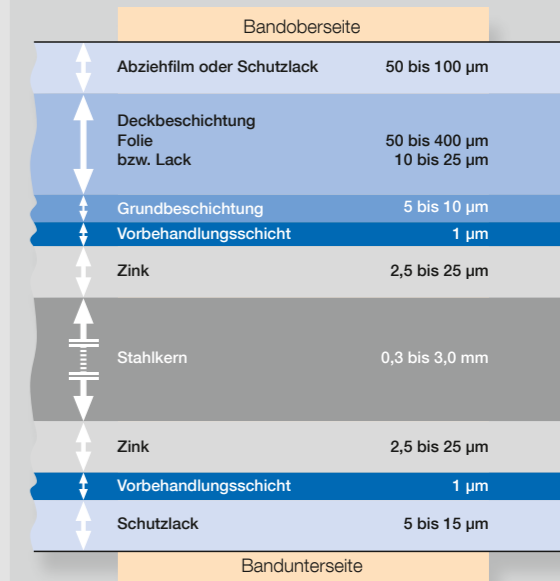 Bandoberseite
Abziehfilm oder Schutzlack 50 bis 100 µm
Deckbeschichtung
Folie 50 bis 400 µm
bzw. Lack 10 bis 25 µm
Grundbeschichtung 5 bis 10 µm
Vorbehandlungsschicht 1 µm
Zink 2,5 bis 25 µm
Stahlkern 0,3 bis 3,0 mm
Zink 2,5 bis 25 µm
Vorbehandlungsschicht 1 µm
Schutzlack 5 bis 15 µm
Bandunterseite